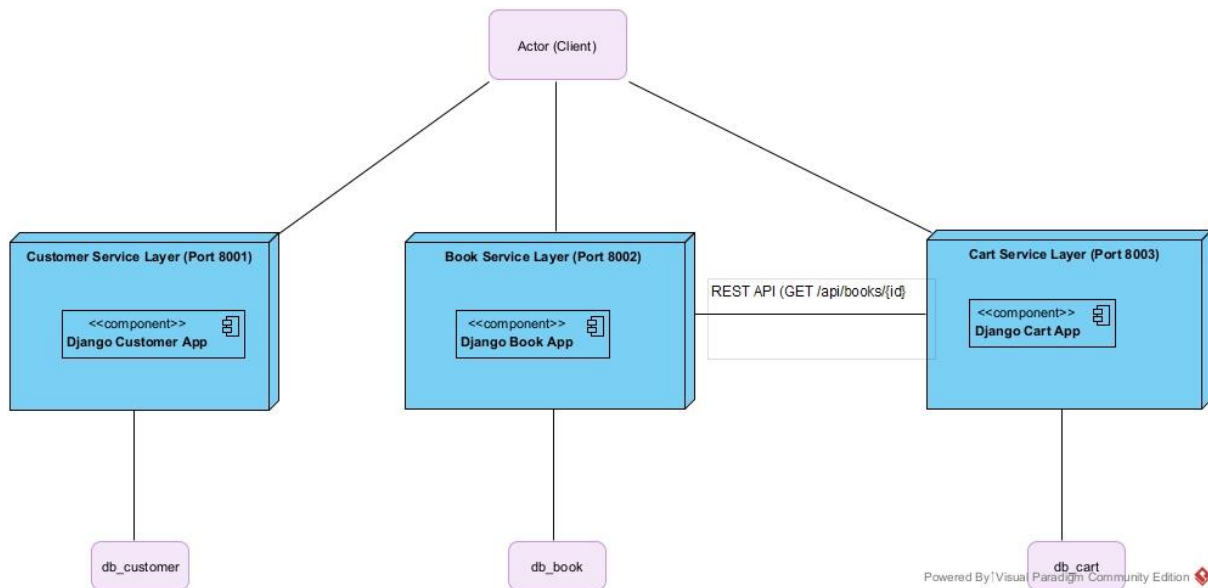 Actor (Client)
Customer Service Layer (Port 8001)
<<component>>
Django Customer App
Book Service Layer (Port 8002)
<<component>>
Django Book App
REST API (GET /api/books/{id}
Cart Service Layer (Port 8003)
<<component>>
Django Cart App
db_customer
db_book
db_cart
Powered By Visual Paradigm Community Edition